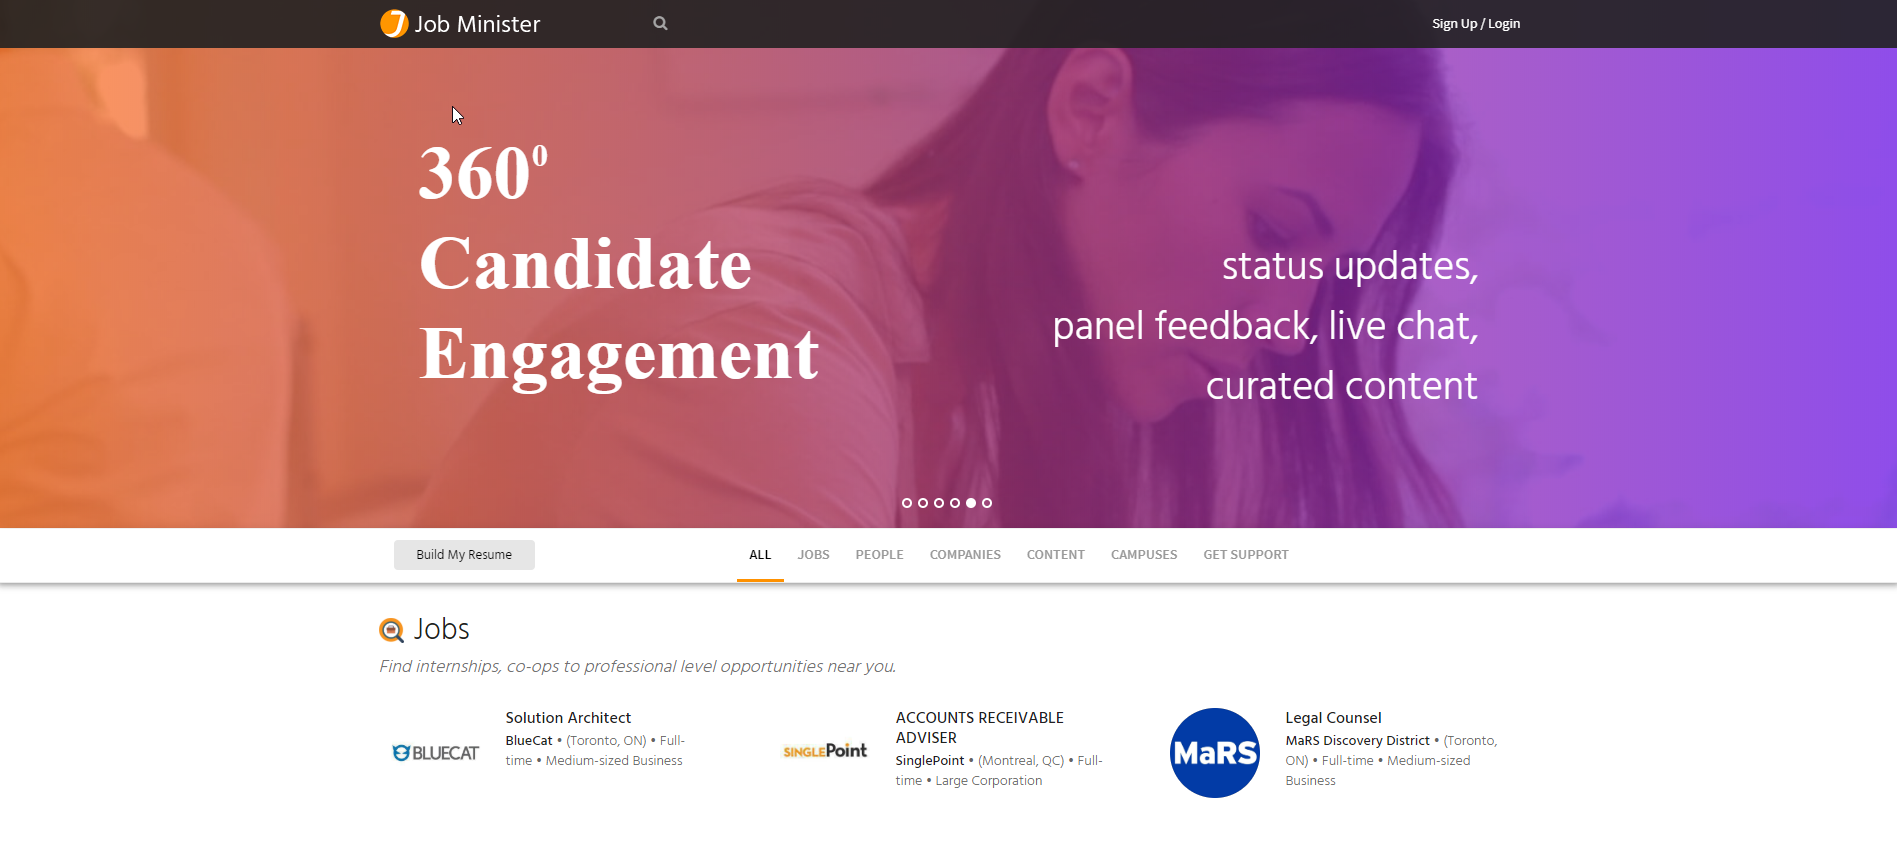 Job Minister
Sign Up / Login
360⁰
Candidate
Engagement
status updates,
panel feedback, live chat,
curated content
Build My Resume
ALL JOBS PEOPLE COMPANIES CONTENT CAMPUSES GET SUPPORT
Jobs
Find internships, co-ops to professional level opportunities near you.
BLUECAT
Solution Architect
BlueCat • (Toronto, ON) • Full-
time • Medium-sized Business
SINGLEPoint
ACCOUNTS RECEIVABLE
ADVISER
SinglePoint • (Montreal, QC) • Full-
time • Large Corporation
MaRS
Legal Counsel
MaRS Discovery District • (Toronto,
ON) • Full-time • Medium-sized
Business